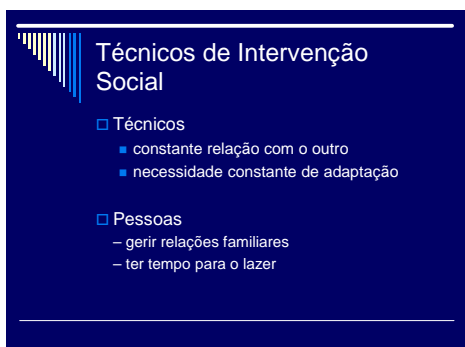 Técnicos de Intervenção
Social
Técnicos
constante relação com o outro
necessidade constante de adaptação
Pessoas
– gerir relações familiares
– ter tempo para o lazer